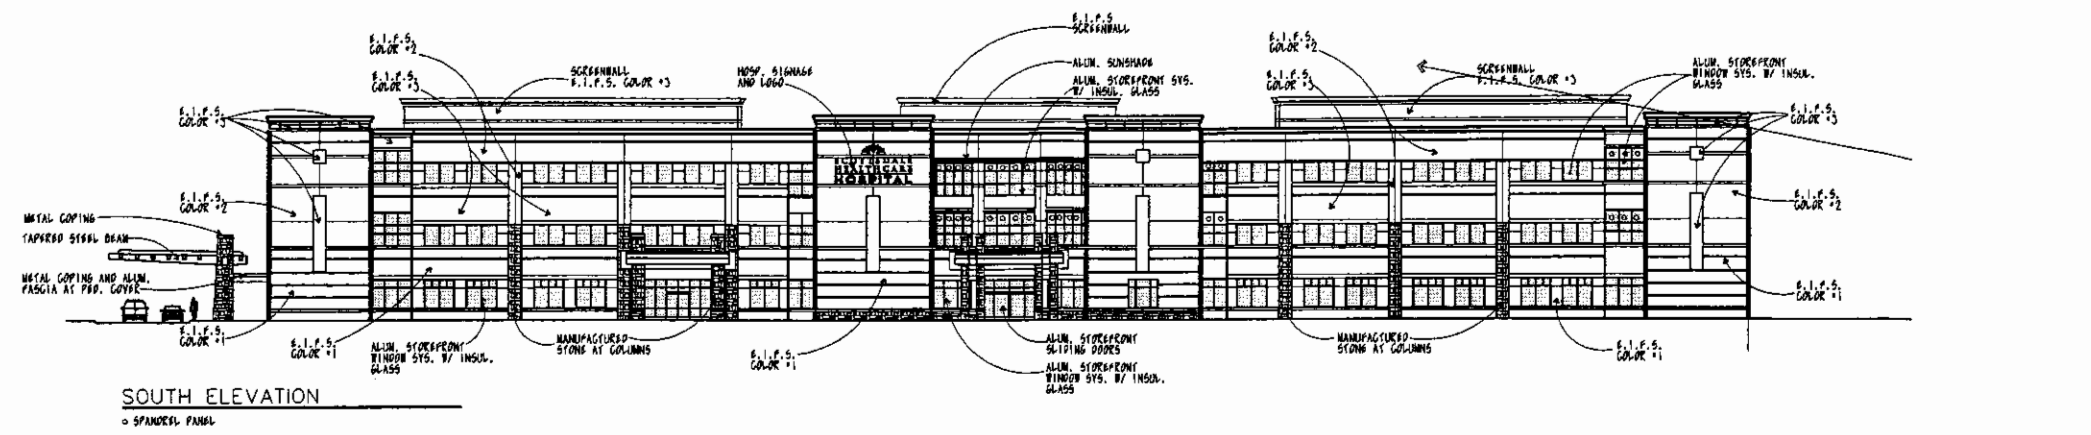 E.I.F.S.
SCREENWALL
E.I.F.S.
COLOR #2
E.I.F.S.
COLOR #2
SCREENWALL
E.I.F.S. COLOR #3
HOSP. SIGNAGE
AND LOGO
ALUM. SUNSHADE
ALUM. STOREFRONT SYS.
W/ INSUL. GLASS
E.I.F.S.
COLOR #3
E.I.F.S.
COLOR #3
SCREENWALL
E.I.F.S. COLOR #3
ALUM. STOREFRONT
WINDOW SYS. W/ INSUL.
GLASS
E.I.F.S.
COLOR #3
E.I.F.S.
COLOR #3
SCOTTSDALE
HEALTHCARE
HOSPITAL
E.I.F.S.
COLOR #2
E.I.F.S.
COLOR #2
METAL COPING
TAPERED STEEL BEAM
METAL COPING AND ALUM.
FASCIA AT PED. COVER
E.I.F.S.
COLOR #1
E.I.F.S.
COLOR #1
E.I.F.S.
COLOR #1
ALUM. STOREFRONT
WINDOW SYS. W/ INSUL.
GLASS
MANUFACTURED
STONE AT COLUMNS
E.I.F.S.
COLOR #1
ALUM. STOREFRONT
SLIDING DOORS
ALUM. STOREFRONT
WINDOW SYS. W/ INSUL.
GLASS
MANUFACTURED
STONE AT COLUMNS
E.I.F.S.
COLOR #1
SOUTH ELEVATION
o SPANDREL PANEL